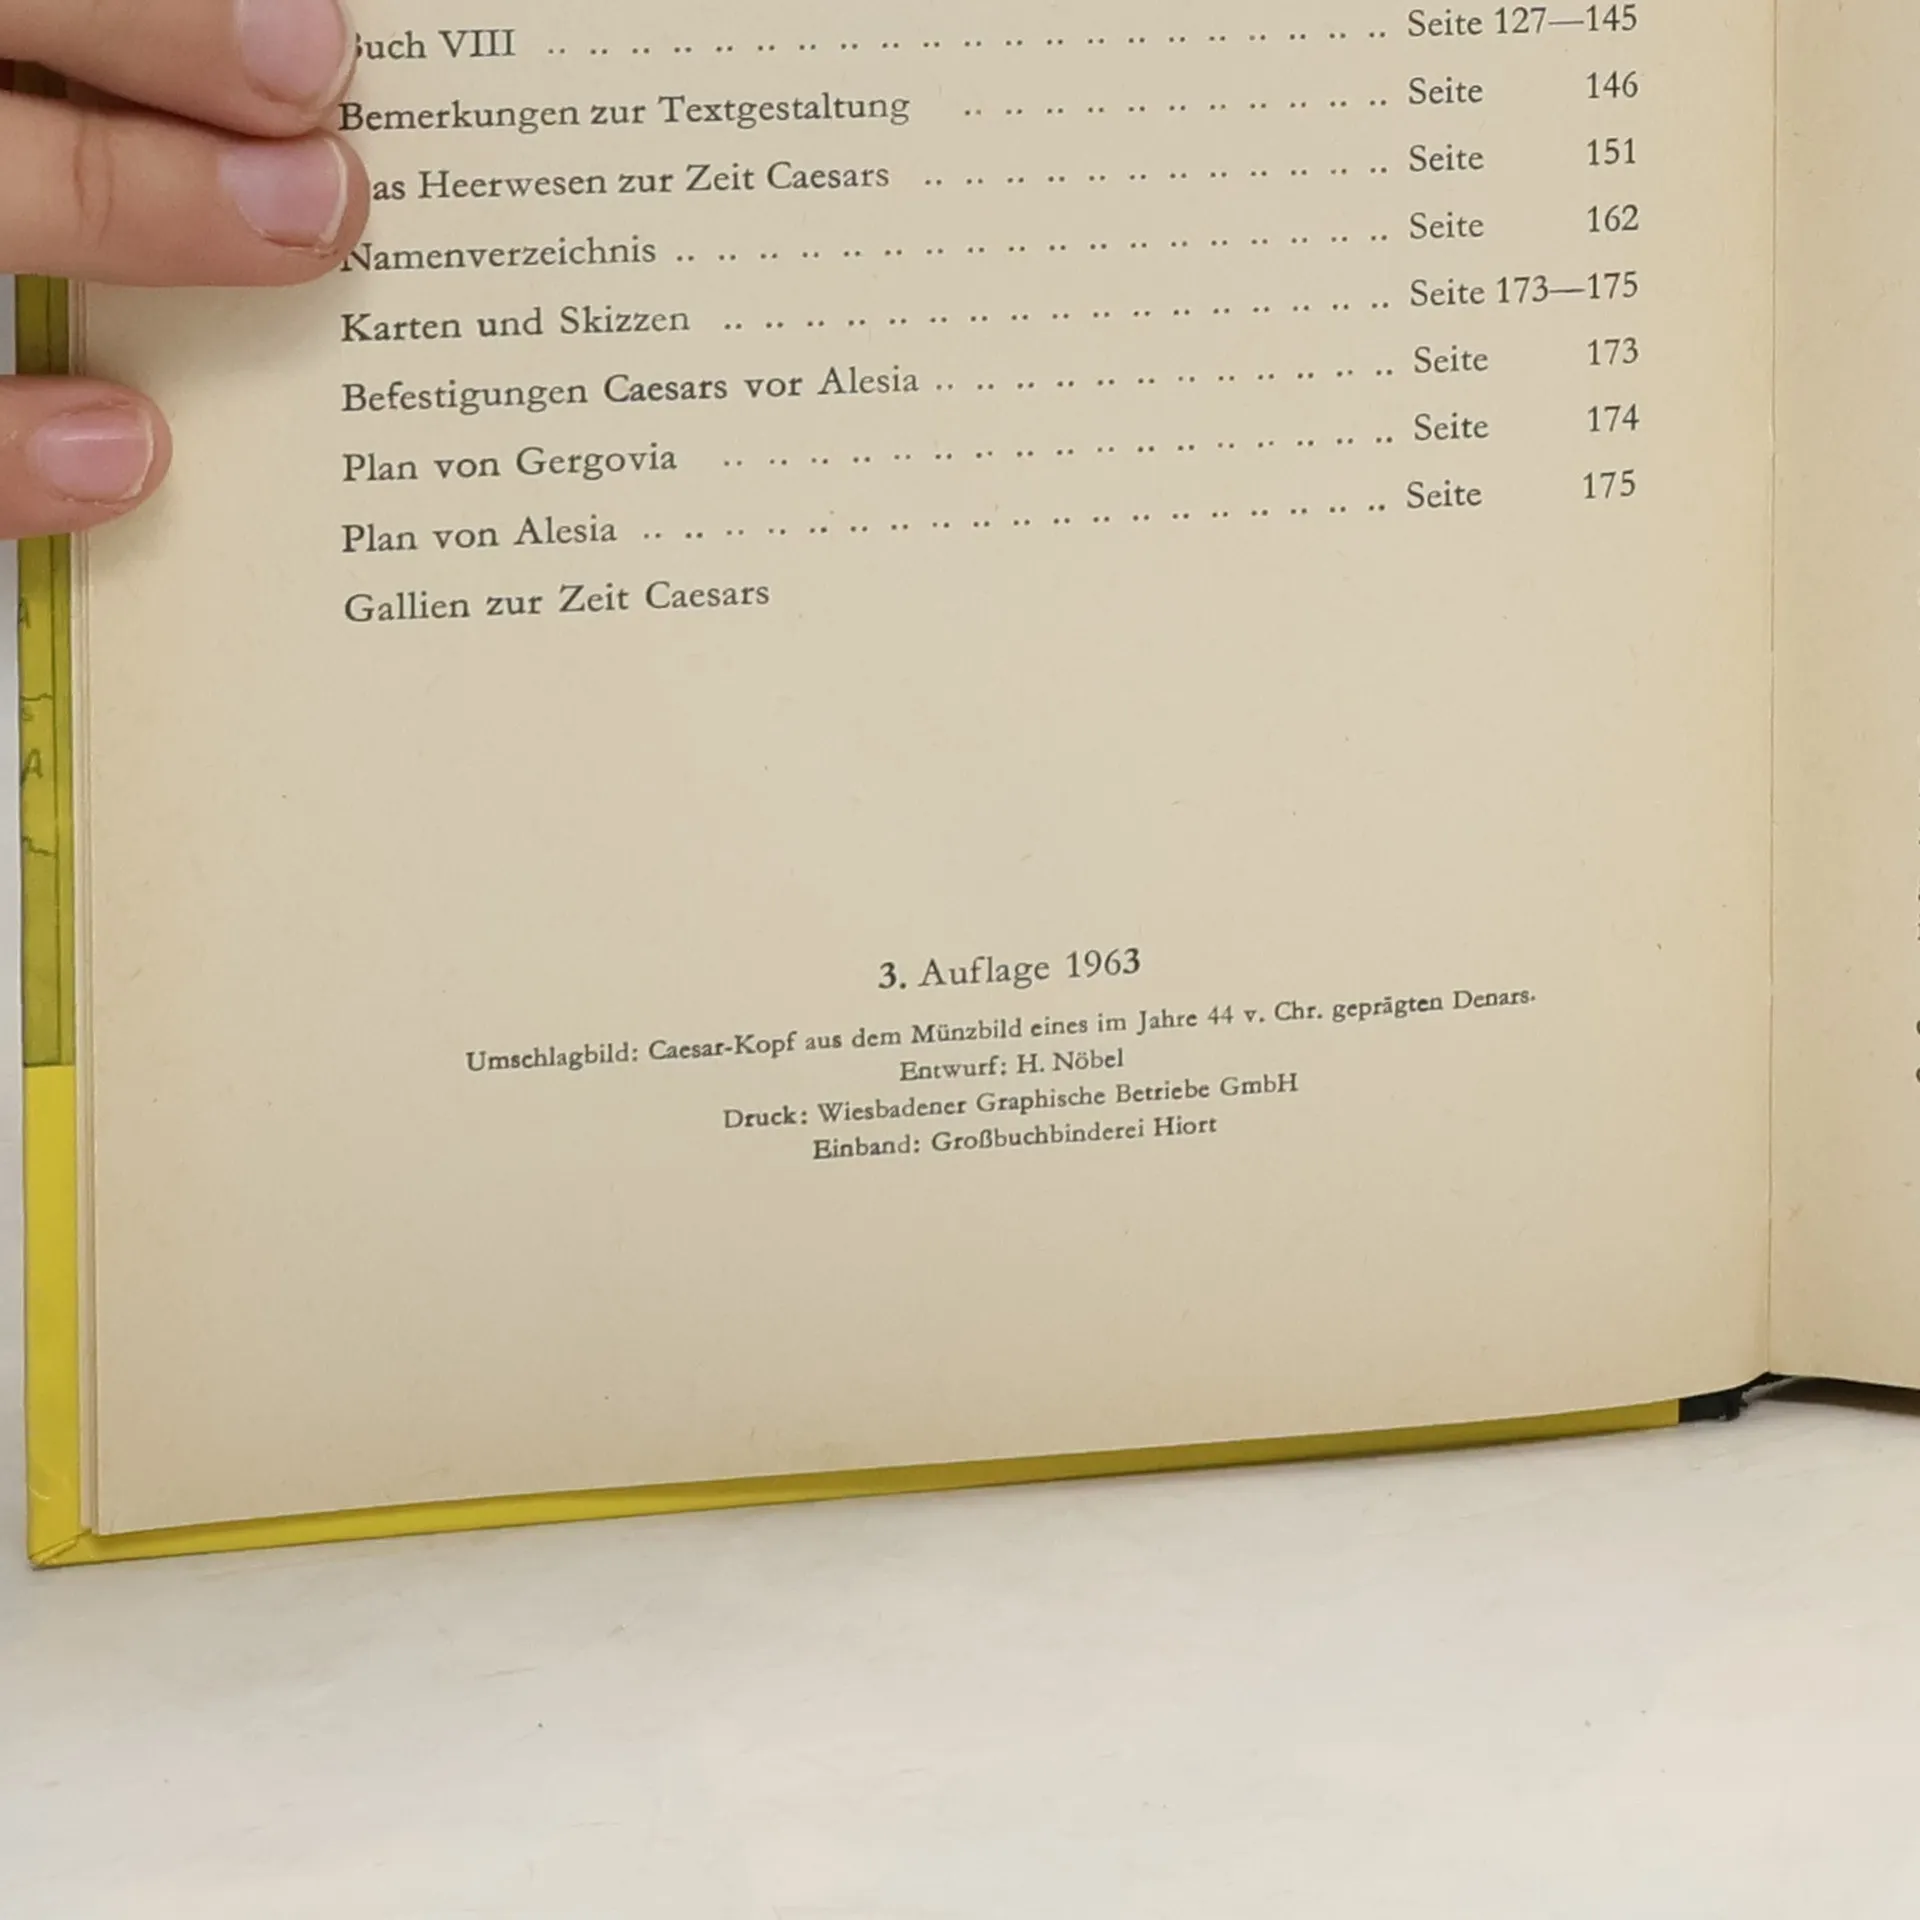 Buch VIII .. .. .. .. .. .. .. .. .. .. .. .. .. .. .. .. .. .. .. .. .. Seite 127—145
Bemerkungen zur Textgestaltung .. .. .. .. .. .. .. .. .. .. .. Seite 146
as Heerwesen zur Zeit Caesars .. .. .. .. .. .. .. .. .. .. .. .. Seite 151
Namenverzeichnis .. .. .. .. .. .. .. .. .. .. .. .. .. .. .. .. .. .. Seite 162
Karten und Skizzen .. .. .. .. .. .. .. .. .. .. .. .. .. .. .. .. .. Seite 173—175
Befestigungen Caesars vor Alesia .. .. .. .. .. .. .. .. .. .. .. .. Seite 173
Plan von Gergovia .. .. .. .. .. .. .. .. .. .. .. .. .. .. .. .. .. Seite 174
Plan von Alesia .. .. .. .. .. .. .. .. .. .. .. .. .. .. .. .. .. .. .. Seite 175
Gallien zur Zeit Caesars
3. Auflage 1963
Umschlagbild: Caesar-Kopf aus dem Münzbild eines im Jahre 44 v. Chr. geprägten Denars.
Entwurf: H. Nöbel
Druck: Wiesbadener Graphische Betriebe GmbH
Einband: Großbuchbinderei Hiort